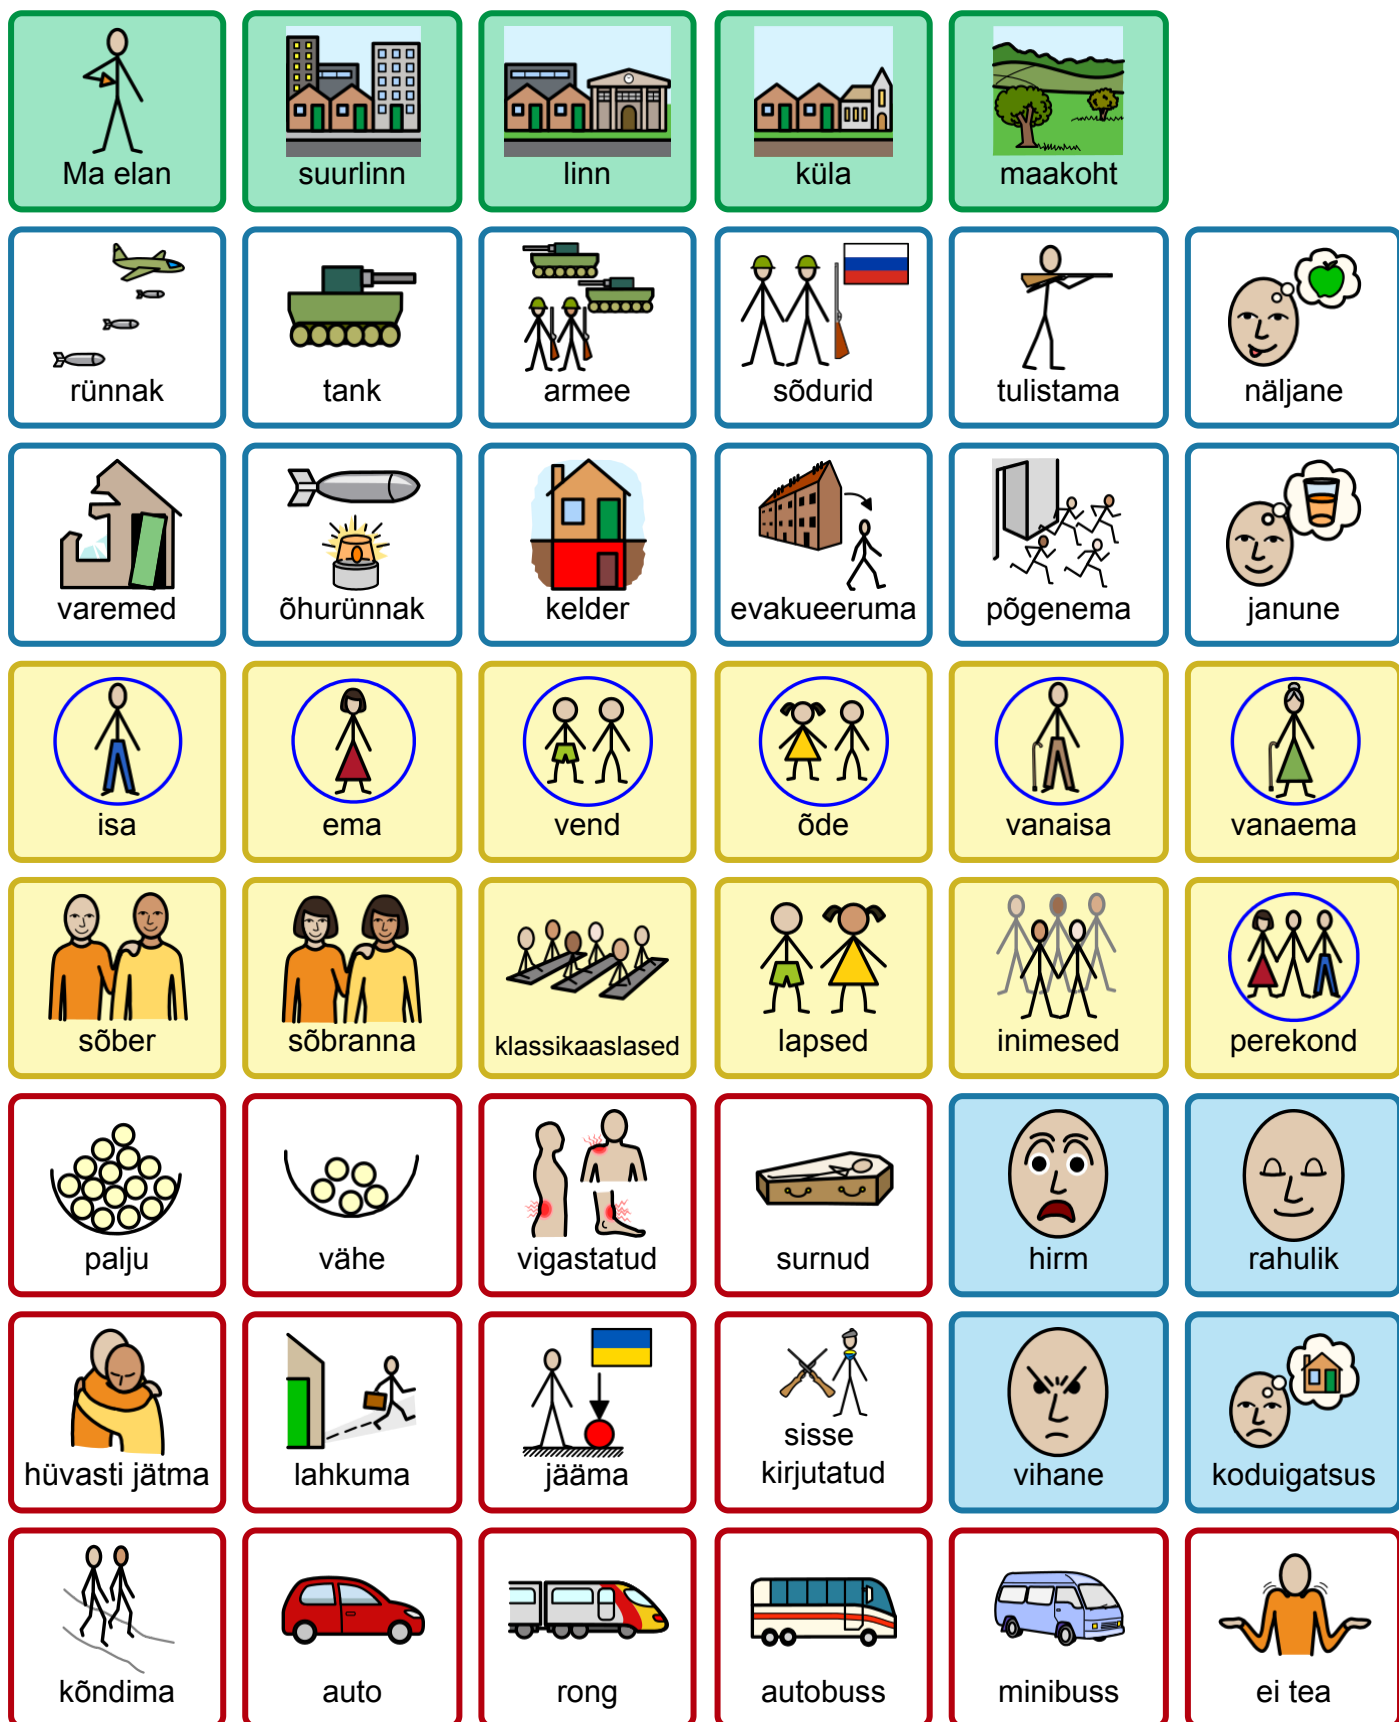 Ma elan
suurlinn
linn
küla
maakoht
rünnak
tank
armee
sõdurid
tulistama
näljane
varemed
õhurünnak
kelder
evakueeruma
põgenema
janune
isa
ema
vend
õde
vanaisa
vanaema
sõber
sõbranna
klassikaaslased
lapsed
inimesed
perekond
palju
vähe
vigastatud
surnud
hirm
rahulik
hüvasti jätma
lahkuma
jääma
sisse
kirjutatud
vihane
koduigatsus
kõndima
auto
rong
autobuss
minibuss
ei tea